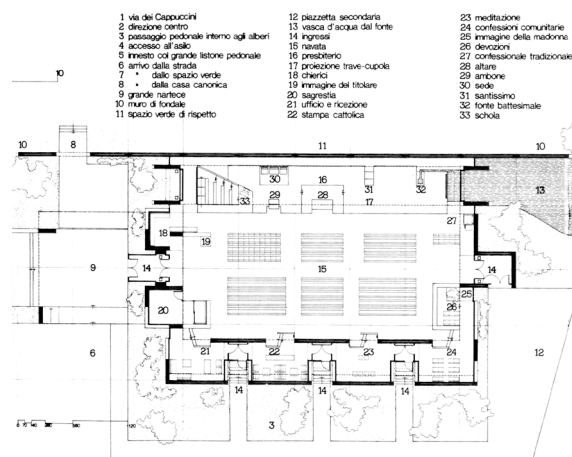 1 via dei Cappuccini
2 direzione centro
3 passaggio pedonale interno agli alberi
4 accesso all'asilo
5 innesto col grande listone pedonale
6 arrivo dalla strada
7 " dallo spazio verde
8 " dalla casa canonica
9 grande nartece
10 muro di fondale
11 spazio verde di rispetto
12 piazzetta secondaria
13 vasca d'acqua dal fonte
14 ingressi
15 navata
16 presbiterio
17 proiezione trave-cupola
18 chierici
19 immagine del titolare
20 sagrestia
21 ufficio e ricezione
22 stampa cattolica
23 meditazione
24 confessioni comunitarie
25 immagine della madonna
26 devozioni
27 confessionale tradizionale
28 altare
29 ambone
30 sede
31 santissimo
32 fonte battesimale
33 schola
10
10 8 11 10
30 16 31 32 13
33 29 28 17
18 19 27
9 14 15 14
20 25 26
6 21 22 23 24 12
14 14 14
3
120